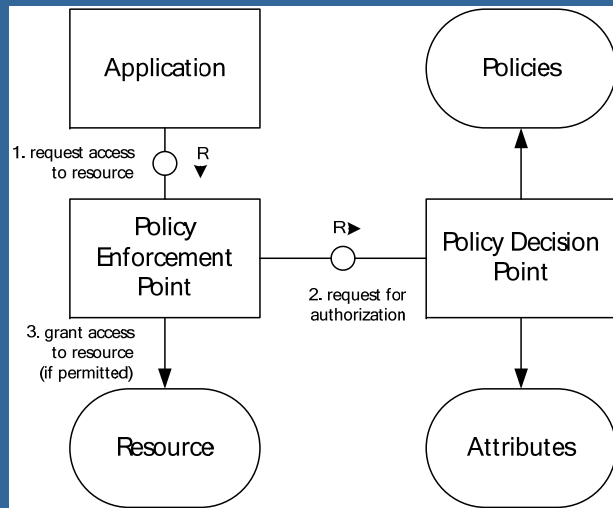 Application
Policies
1. request access
to resource
R
Policy
Enforcement
Point
R
Policy Decision
Point
2. request for
authorization
3. grant access
to resource
(if permitted)
Resource
Attributes